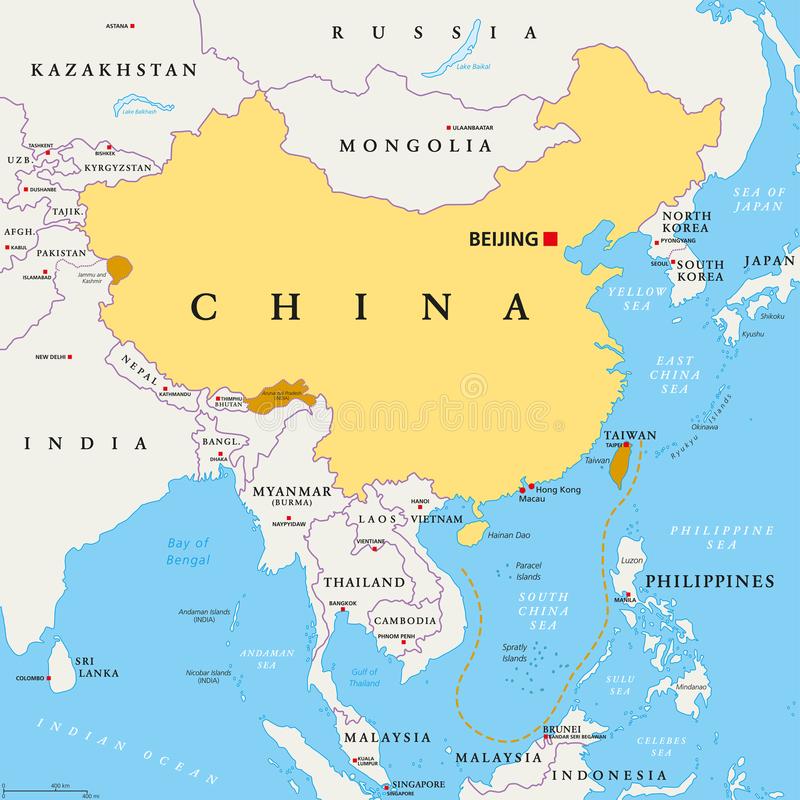 ASTANA
RUSSIA
KAZAKHSTAN
Lake Baikal
Lake Balkhash
ULAANBAATAR
MONGOLIA
TASHKENT
BISHKEK
UZB.
KYRGYZSTAN
DUSHANBE
SEA OF
JAPAN
TAJIK.
NORTH
KOREA
AFGH.
KABUL
PAKISTAN
BEIJING
PYONGYANG
SEOUL
SOUTH
KOREA
JAPAN
ISLAMABAD
Jammu and
Kashmir
CHINA
YELLOW
SEA
Shikoku
Kyushu
NEW DELHI
NEPAL
KATHMANDU
EAST
CHINA
SEA
THIMPHU
BHUTAN
(INDIA)
dreamstime
Okinawa
Ryukyu Islands
INDIA
BANGL.
DHAKA
TAIWAN
TAIPEI
Taiwan
MYANMAR
(BURMA)
NAYPYIDAW
HANOI
Hong Kong
Macau
LAOS
VIETNAM
VIENTIANE
Hainan Dao
PHILIPPINE
SEA
Bay of
Bengal
Paracel
Islands
Luzon
THAILAND
BANGKOK
SOUTH
CHINA
SEA
PHILIPPINES
MANILA
Andaman Islands
(INDIA)
CAMBODIA
PHNOM PENH
ANDAMAN
SEA
Spratly
Islands
SRI
LANKA
COLOMBO
Nicobar Islands
(INDIA)
Gulf of
Thailand
SULU
SEA
Mindanao
INDIAN OCEAN
MALAYSIA
KUALA
LUMPUR
BRUNEI
BANDAR SERI BEGAWAN
MALAYSIA
CELEBES
SEA
SINGAPORE
SINGAPORE
INDONESIA
0
400 km
400 mi